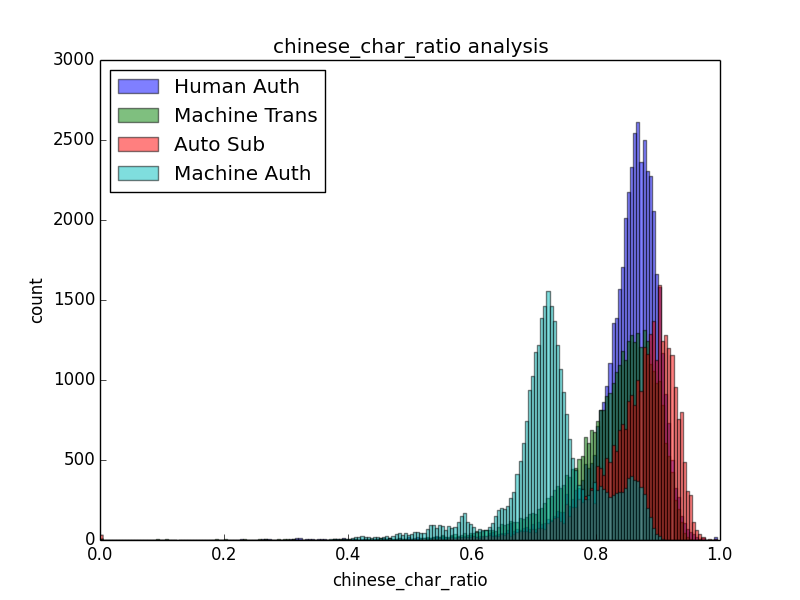 chinese_char_ratio analysis
3000
2500
2000
1500
1000
500
0
count
Human Auth
Machine Trans
Auto Sub
Machine Auth
0.0 0.2 0.4 0.6 0.8 1.0
chinese_char_ratio